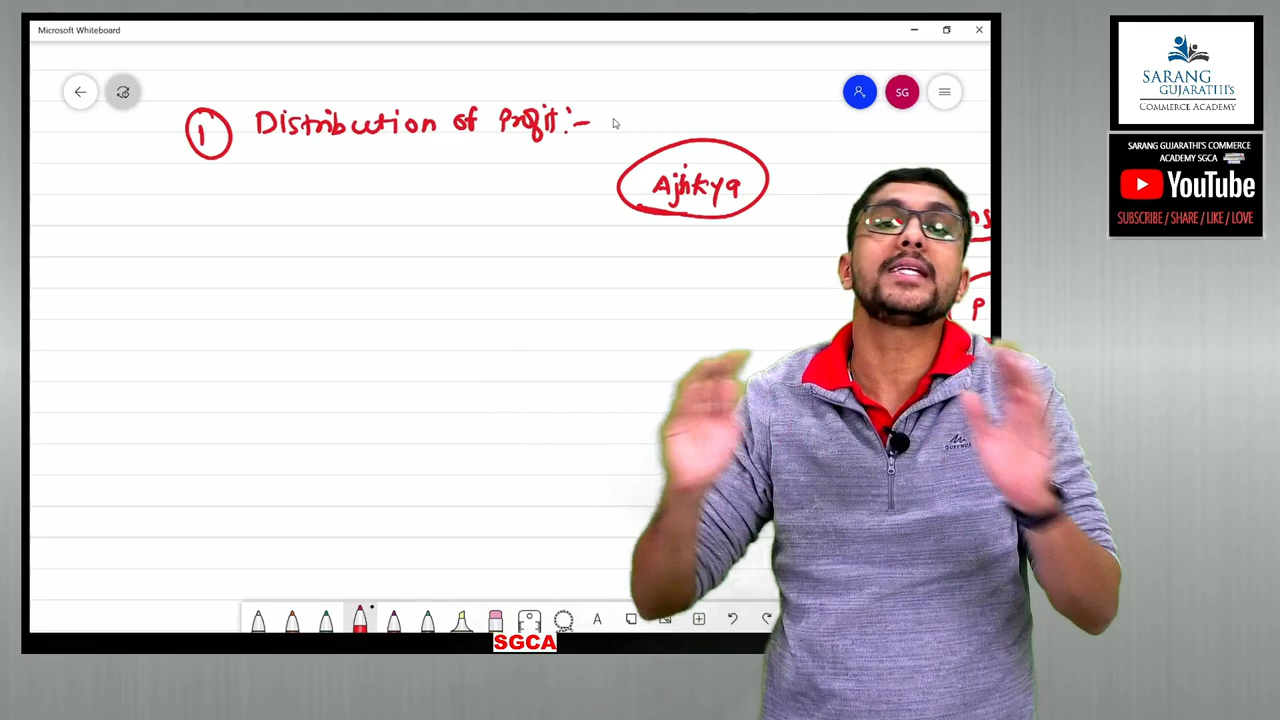 Microsoft Whiteboard
SG
1 Distribution of Profit:-
Ajikya
P
SGCA
SARANG
GUJARATHI'S
COMMERCE ACADEMY
SARANG GUJARATHI'S COMMERCE
ACADEMY SGCA
YouTube
SUBSCRIBE / SHARE / LIKE / LOVE